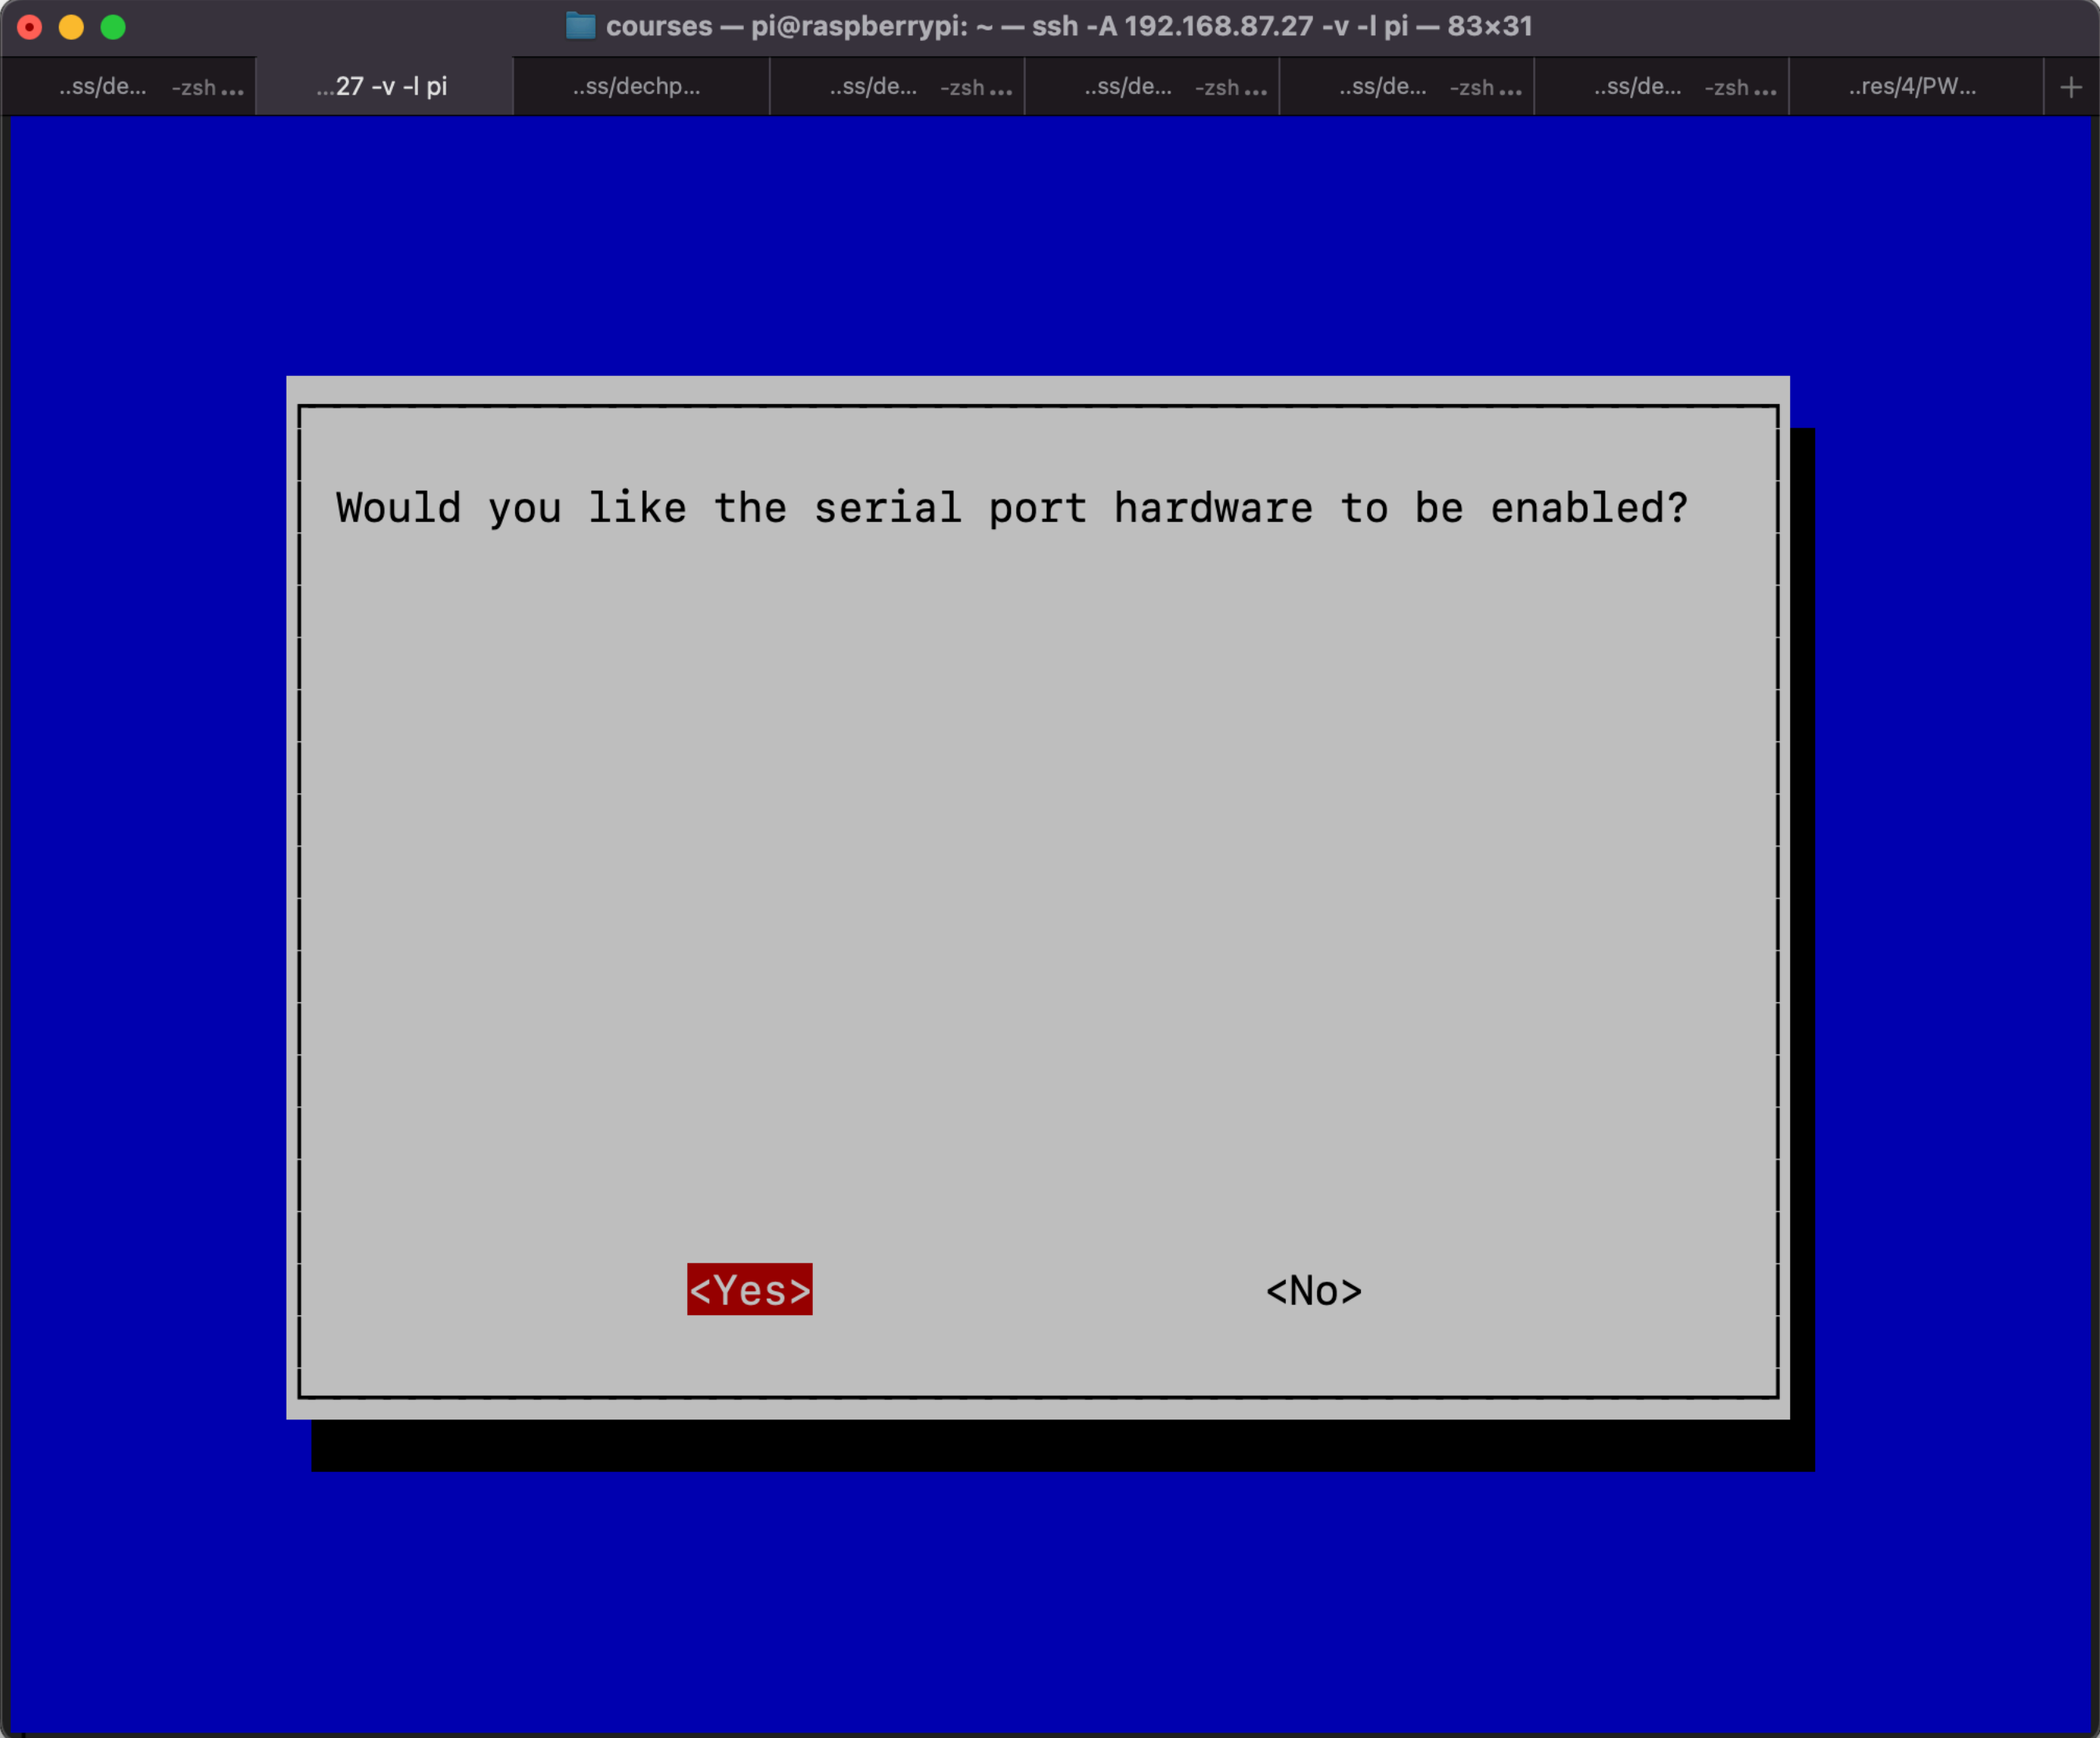 courses — pi@raspberrypi: ~ — ssh -A 192.168.87.27 -v -l pi — 83×31
..ss/de... -zsh ... ...27 -v -l pi ..ss/dechp... ..ss/de... -zsh ... ..ss/de... -zsh ... ..ss/de... -zsh ... ..ss/de... -zsh ... ..res/4/PW... +
Would you like the serial port hardware to be enabled?
<Yes> <No>